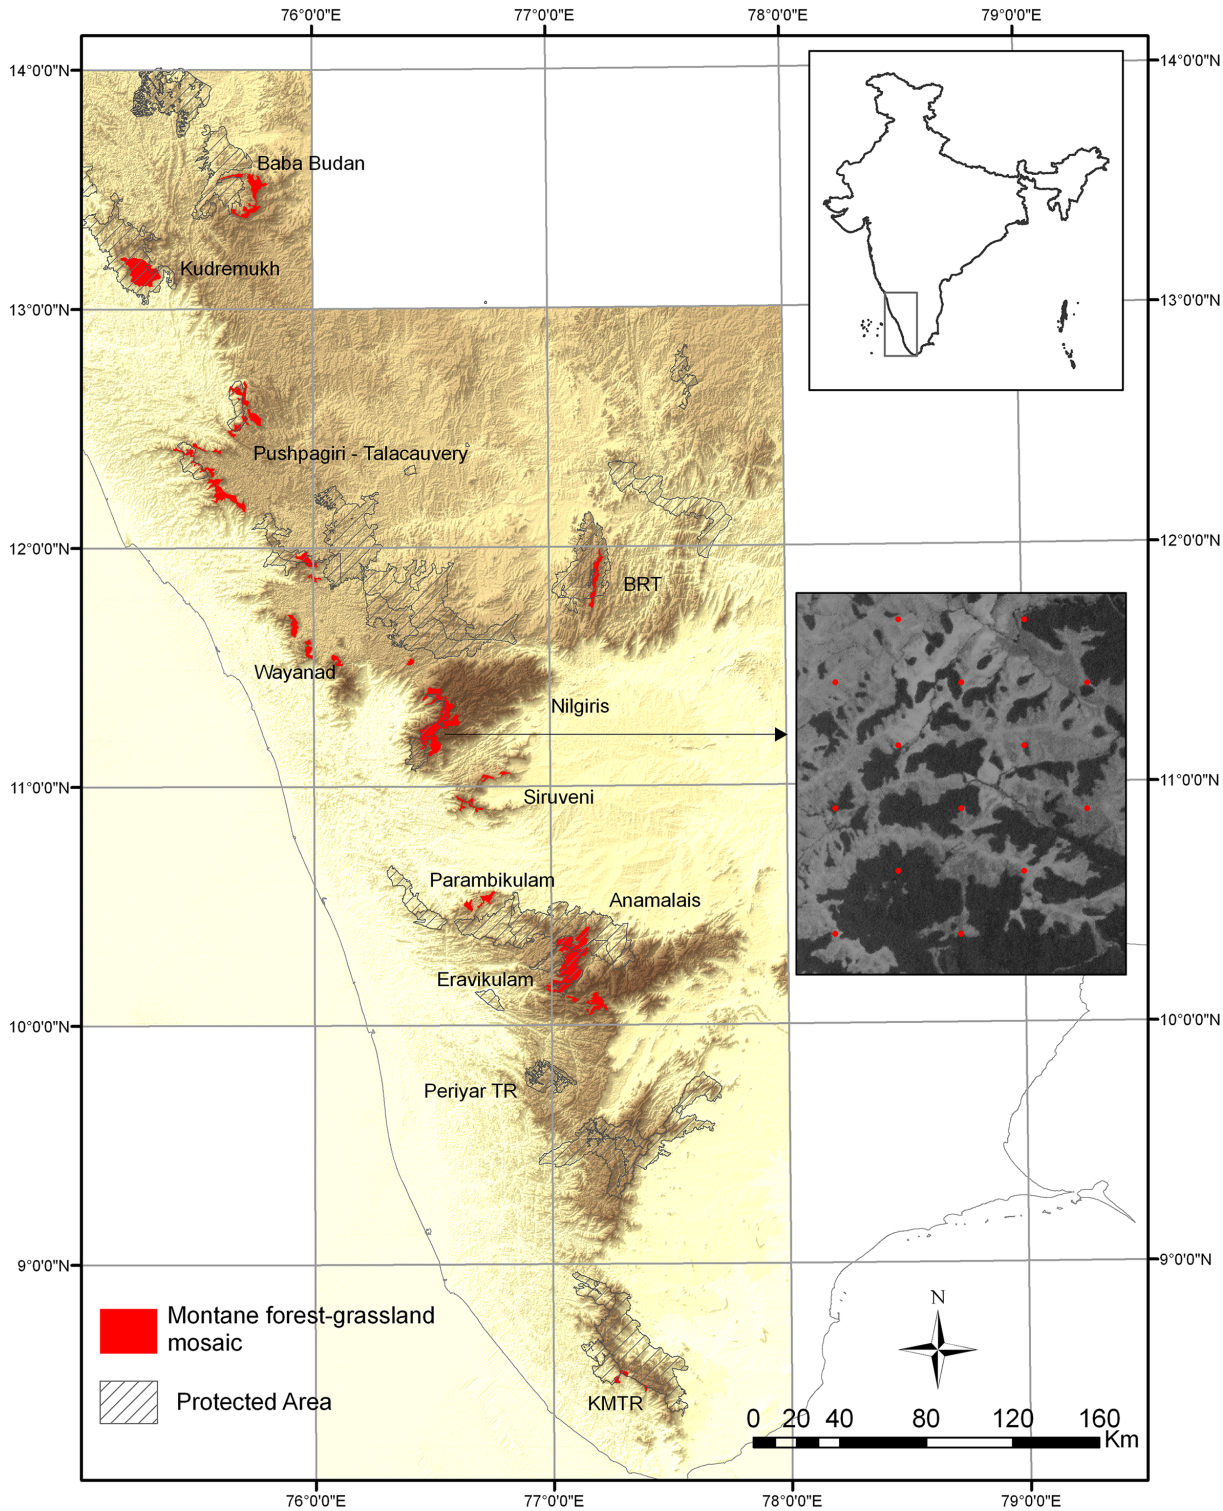 76°0'0"E 77°0'0"E 78°0'0"E 79°0'0"E
14°0'0"N 14°0'0"N
Baba Budan
Kudremukh
13°0'0"N 13°0'0"N
Pushpagiri - Talacauvery
12°0'0"N 12°0'0"N
BRT
Wayanad
Nilgiris
11°0'0"N 11°0'0"N
Siruveni
Parambikulam
Anamalais
Eravikulam
10°0'0"N 10°0'0"N
Periyar TR
9°0'0"N 9°0'0"N
Montane forest-grassland
mosaic
N
Protected Area
KMTR
0 20 40 80 120 160
Km
76°0'0"E 77°0'0"E 78°0'0"E 79°0'0"E